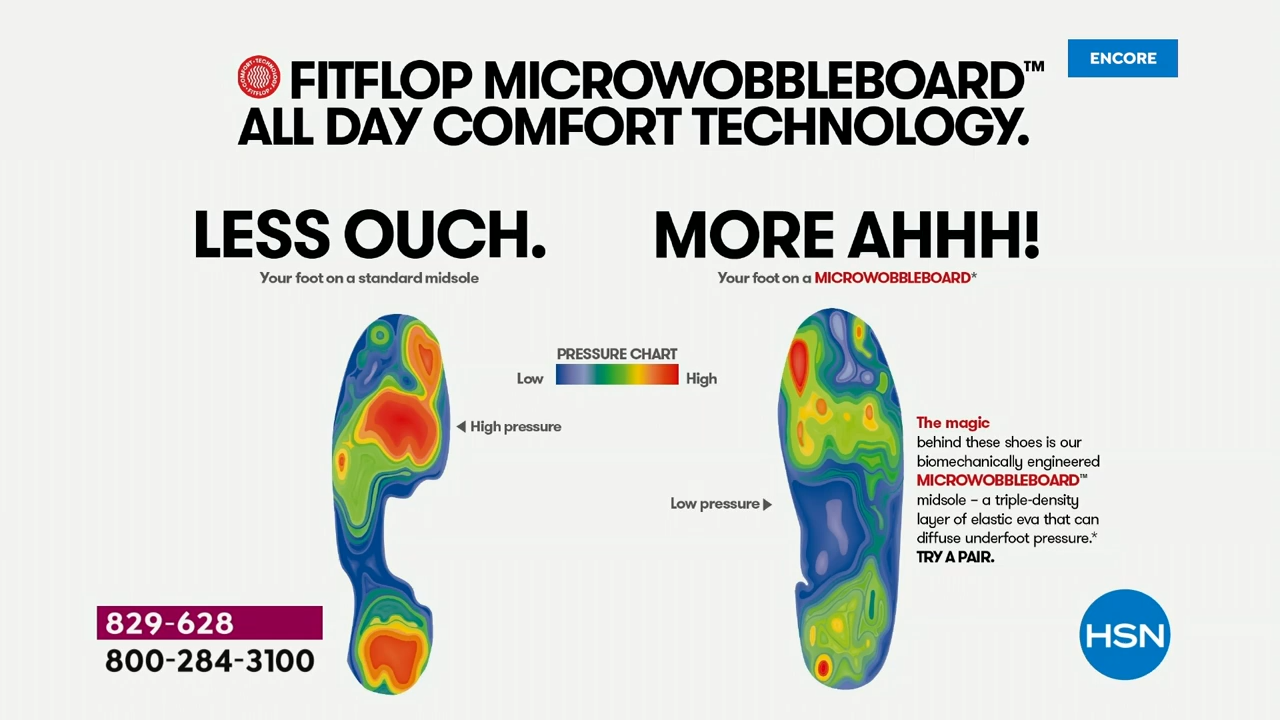 FITFLOP MICROWOBBLEBOARD™
ALL DAY COMFORT TECHNOLOGY.
ENCORE
LESS OUCH.
Your foot on a standard midsole
MORE AHHH!
Your foot on a MICROWOBBLEBOARD*
PRESSURE CHART
Low
High
High pressure
Low pressure
The magic
behind these shoes is our
biomechanically engineered
MICROWOBBLEBOARD™
midsole – a triple-density
layer of elastic eva that can
diffuse underfoot pressure.*
TRY A PAIR.
829-628
800-284-3100
HSN